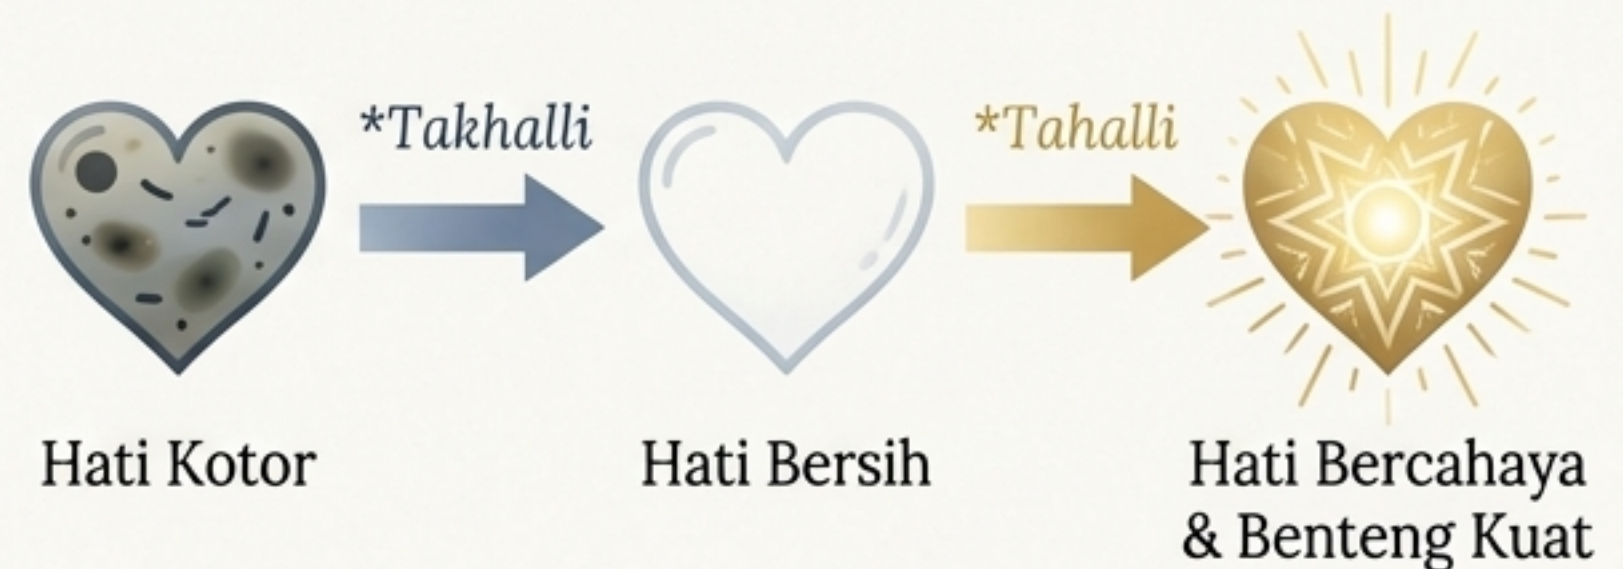 *Takhalli
*Tahalli
Hati Kotor
Hati Bersih
Hati Bercahaya
& Benteng Kuat